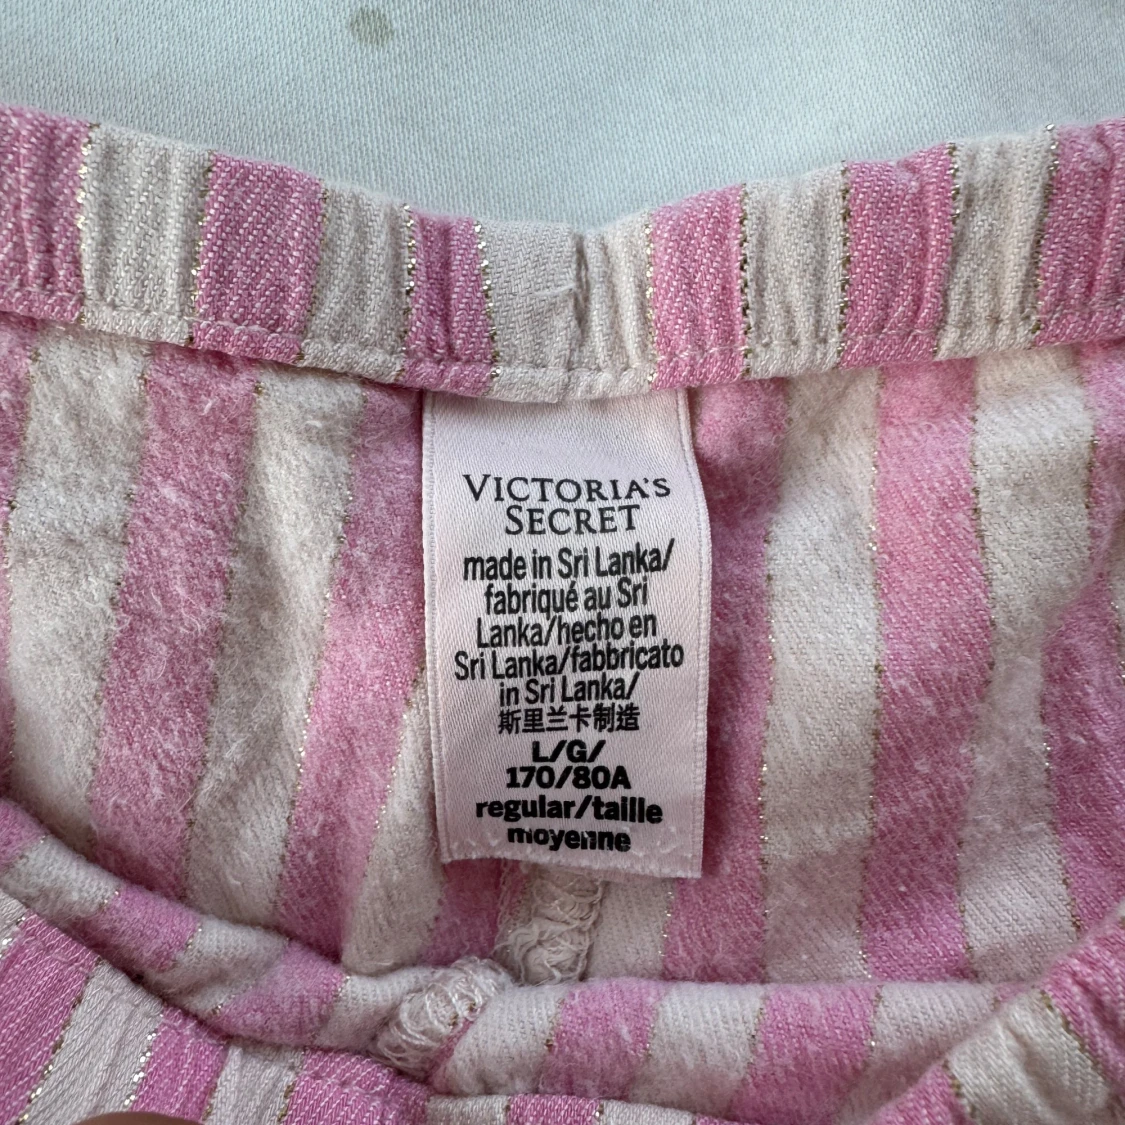 VICTORIA'S
SECRET
made in Sri Lanka/
fabriqué au Sri
Lanka/hecho en
Sri Lanka/fabbricato
in Sri Lanka/
斯里兰卡制造
L/G/
170/80A
regular/taille
moyenne